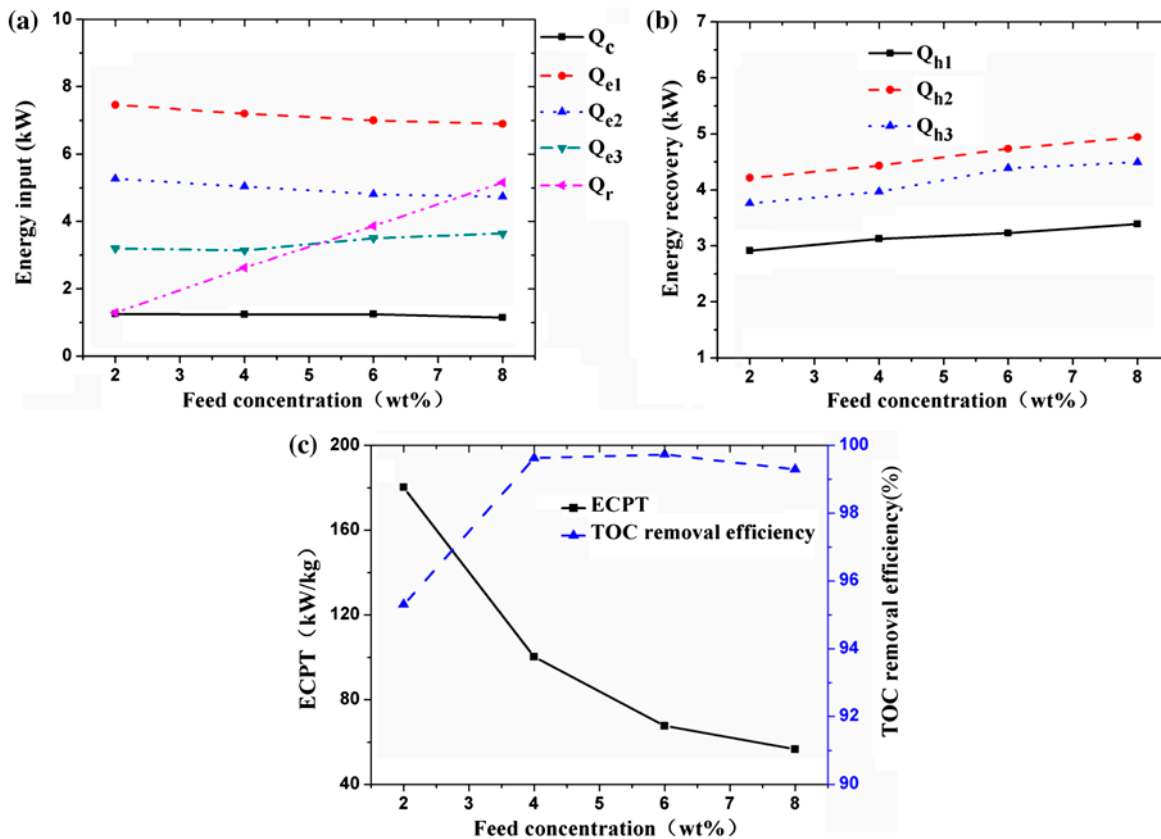 (a)
10
8
6
4
2
0
Energy input (kW)
2 3 4 5 6 7 8
Feed concentration（wt%）
Qc
Qe1
Qe2
Qe3
Qr
(b)
7
6
5
4
3
2
1
Energy recovery (kW)
2 3 4 5 6 7 8
Feed concentration（wt%）
Qh1
Qh2
Qh3
(c)
200
160
120
80
40
ECPT（kW/kg）
2 3 4 5 6 7 8
Feed concentration（wt%）
ECPT
TOC removal efficiency
100
98
96
94
92
90
TOC removal efficiency(%)